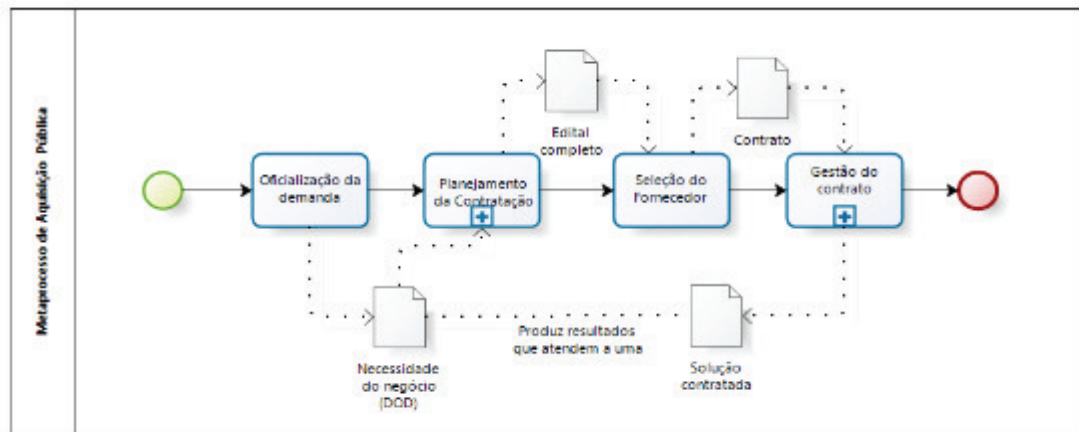 Metaprocesso de Aquisição Pública
Oficialização da
demanda
Planejamento
da Contratação
Edital
completo
Seleção do
Fornecedor
Contrato
Gestão do
contrato
Necessidade
do negócio
(DOD)
Produz resultados
que atendem a uma
Solução
contratada